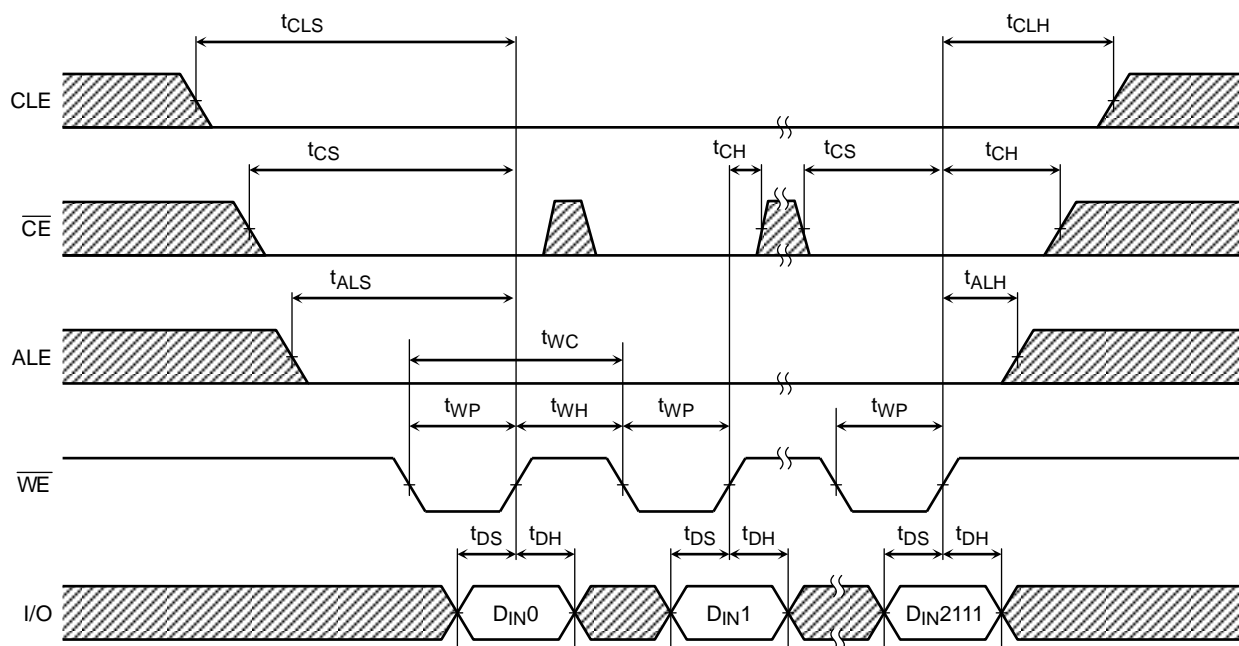 tCLS
tCLH
CLE
tCS
tCH
tCS
tCH
CE
tALS
tALH
ALE
tWC
tWP
tWH
tWP
tWP
WE
tDS
tDH
tDS
tDH
tDS
tDH
I/O
DIN0
DIN1
DIN2111